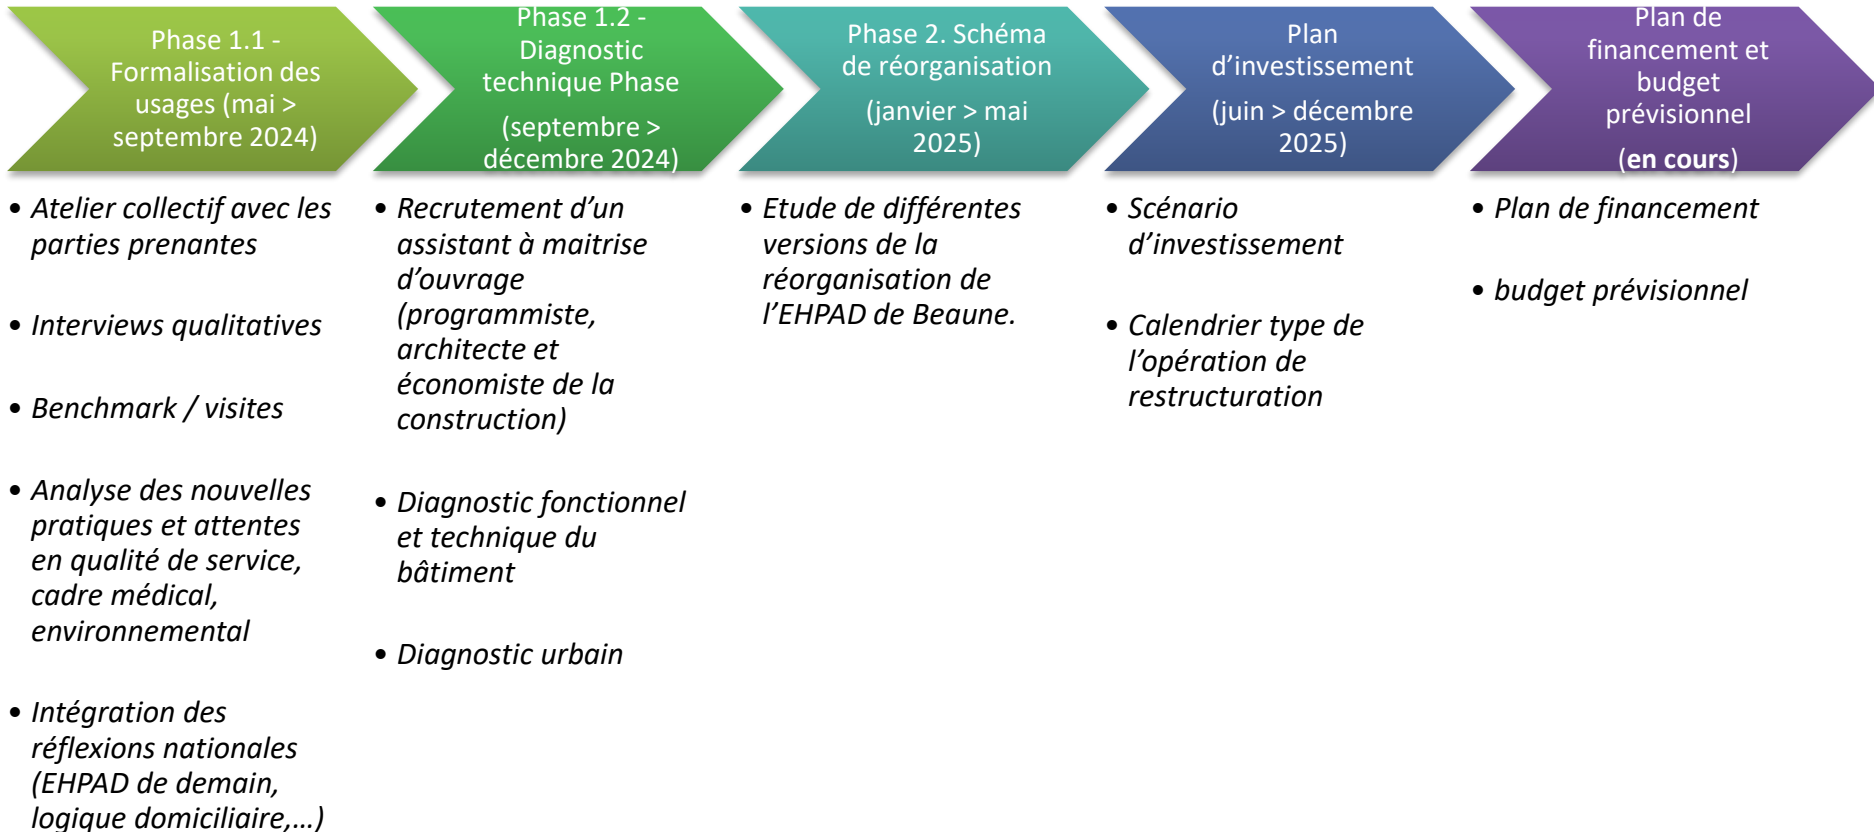 Phase 1.1 -
Formalisation des
usages (mai >
septembre 2024)
• Atelier collectif avec les
parties prenantes
• Interviews qualitatives
• Benchmark / visites
• Analyse des nouvelles
pratiques et attentes
en qualité de service,
cadre médical,
environnemental
• Intégration des
réflexions nationales
(EHPAD de demain,
logique domiciliaire,...)
Phase 1.2 -
Diagnostic
technique Phase
(septembre >
décembre 2024)
• Recrutement d’un
assistant à maitrise
d’ouvrage
(programmiste,
architecte et
économiste de la
construction)
• Diagnostic fonctionnel
et technique du
bâtiment
• Diagnostic urbain
Phase 2. Schéma
de réorganisation
(janvier > mai
2025)
• Etude de différentes
versions de la
réorganisation de
l’EHPAD de Beaune.
Plan
d’investissement
(juin > décembre
2025)
• Scénario
d’investissement
• Calendrier type de
l’opération de
restructuration
Plan de
financement et
budget
prévisionnel
(en cours)
• Plan de financement
• budget prévisionnel